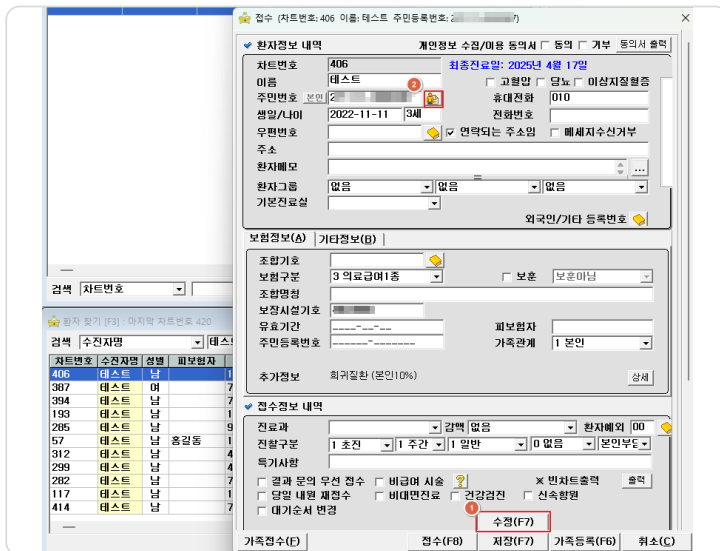 접수 (차트번호: 406 이름: 테스트 주민등록번호: 2 7)
환자정보 내역 개인정보 수집/이용 동의서 동의 거부 동의서 출력
차트번호 406 최종진료일: 2025년 4월 17일
이름 테스트 고혈압 당뇨 이상지질혈증
2
주민번호 본인 2 휴대전화 010
생일/나이 2022-11-11 3세 전화번호
우편번호 연락되는 주소임 메세지수신거부
주소
환자메모 ...
환자그룹 없음 없음 없음
기본진료실
외국인/기타 등록번호
보험정보(A) 기타정보(B)
조합기호
보험구분 3 의료급여1종 보훈 보훈아님
조합명칭
보장시설기호
유효기간 ----.--.-- 피보험자
주민등록번호 ------.------- 가족관계 1 본인
추가정보 희귀질환 (본인10%) 상세
접수정보 내역
진료과 감액 없음 환자예외 00
진찰구분 1 초진 1 주간 1 일반 0 없음 본인부담
특기사항
결과 문의 우선 접수 비급여 시술 ? ※ 빈차트출력 출력
당일 내원 재접수 비대면진료 건강검진 신속항원
대기순서 변경
1
수정(F7)
가족접수(F) 접수(F8) 저장(F7) 가족등록(F6) 취소(C)
검색 차트번호
환자 찾기 [F3] : 마지막 차트번호 420
검색 수진자명 테스
차트번호 수진자명 성별 피보험자
406 테스트 남 1
387 테스트 여 7
394 테스트 남 7
193 테스트 남 1
285 테스트 남 9
57 테스트 남 홍길동 1
312 테스트 남 4
299 테스트 남 4
282 테스트 남 7
117 테스트 남 1
414 테스트 남 7